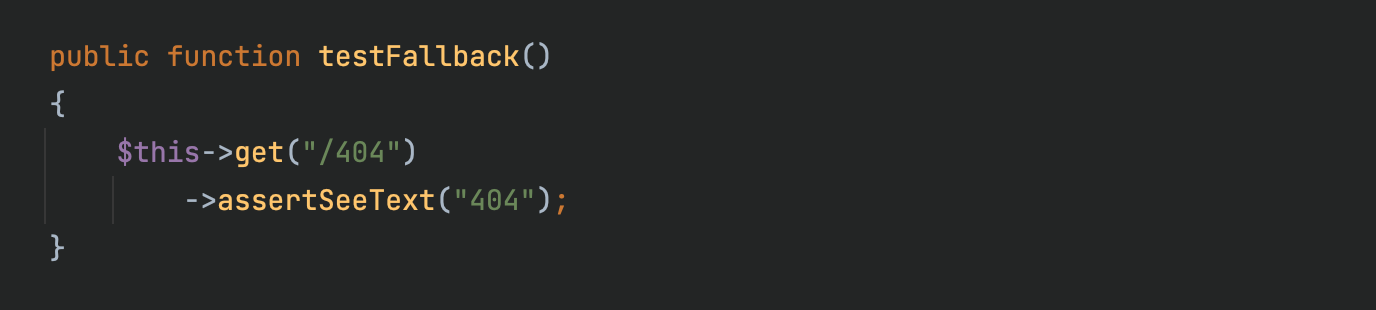 public function testFallback()
{
    $this->get("/404")
        ->assertSeeText("404");
}